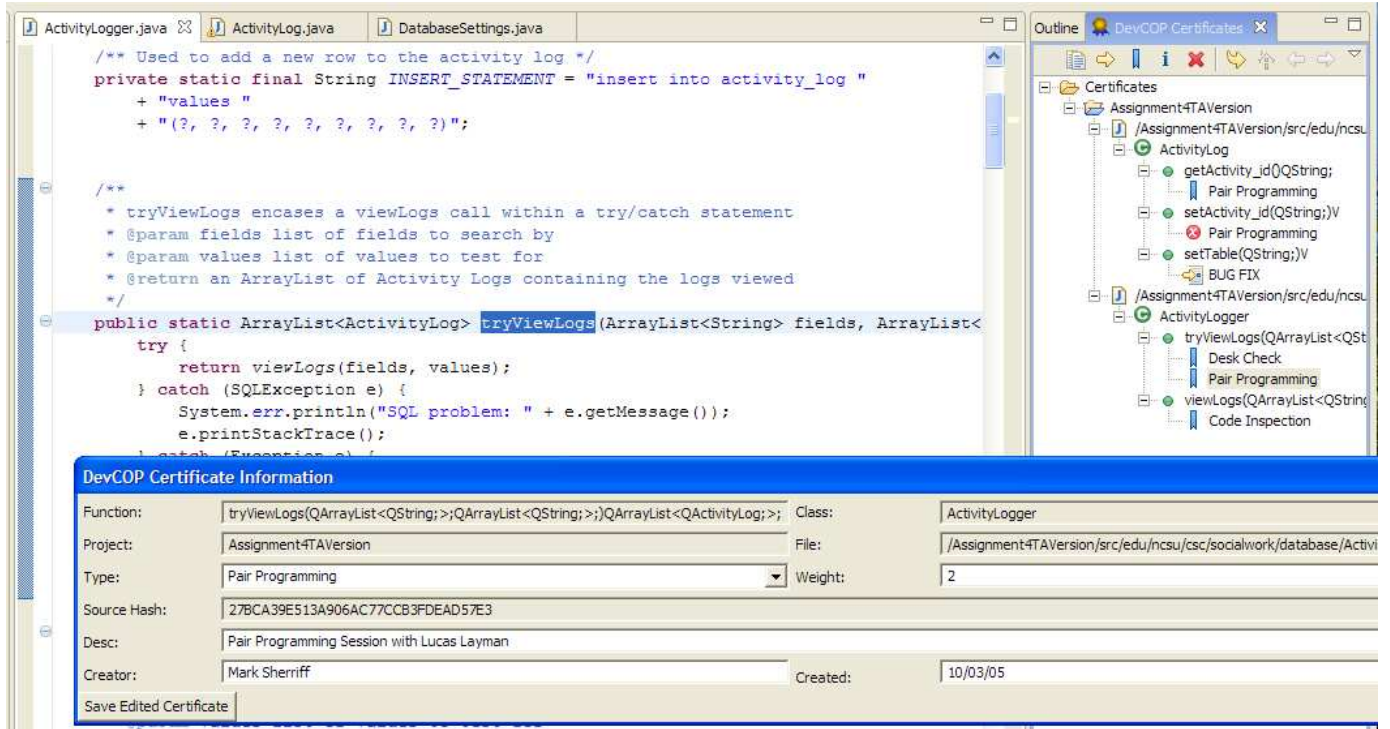 ActivityLogger.java
ActivityLog.java
DatabaseSettings.java
/** Used to add a new row to the activity log */
private static final String INSERT_STATEMENT = "insert into activity_log "
+ "values "
+ "(?, ?, ?, ?, ?, ?, ?, ?, ?)";
/**
* tryViewLogs encases a viewLogs call within a try/catch statement
* @param fields list of fields to search by
* @param values list of values to test for
* @return an ArrayList of Activity Logs containing the logs viewed
*/
public static ArrayList<ActivityLog> tryViewLogs(ArrayList<String> fields, ArrayList<
try {
return viewLogs(fields, values);
} catch (SQLException e) {
System.err.println("SQL problem: " + e.getMessage());
e.printStackTrace();
} catch (Exception e) {
Outline
DevCOP Certificates
Certificates
Assignment4TAVersion
/Assignment4TAVersion/src/edu/ncsu
ActivityLog
getActivity_id()QString;
Pair Programming
setActivity_id(QString;)V
Pair Programming
setTable(QString;)V
BUG FIX
/Assignment4TAVersion/src/edu/ncsu
ActivityLogger
tryViewLogs(QArrayList<QSt
Desk Check
Pair Programming
viewLogs(QArrayList<QString
Code Inspection
DevCOP Certificate Information
Function: tryViewLogs(QArrayList<QString;>;QArrayList<QString;>;)QArrayList<QActivityLog;>; Class: ActivityLogger
Project: Assignment4TAVersion File: /Assignment4TAVersion/src/edu/ncsu/csc/socialwork/database/Activi
Type: Pair Programming Weight: 2
Source Hash: 27BCA39E513A906AC77CCB3FDEAD57E3
Desc: Pair Programming Session with Lucas Layman
Creator: Mark Sherriff Created: 10/03/05
Save Edited Certificate